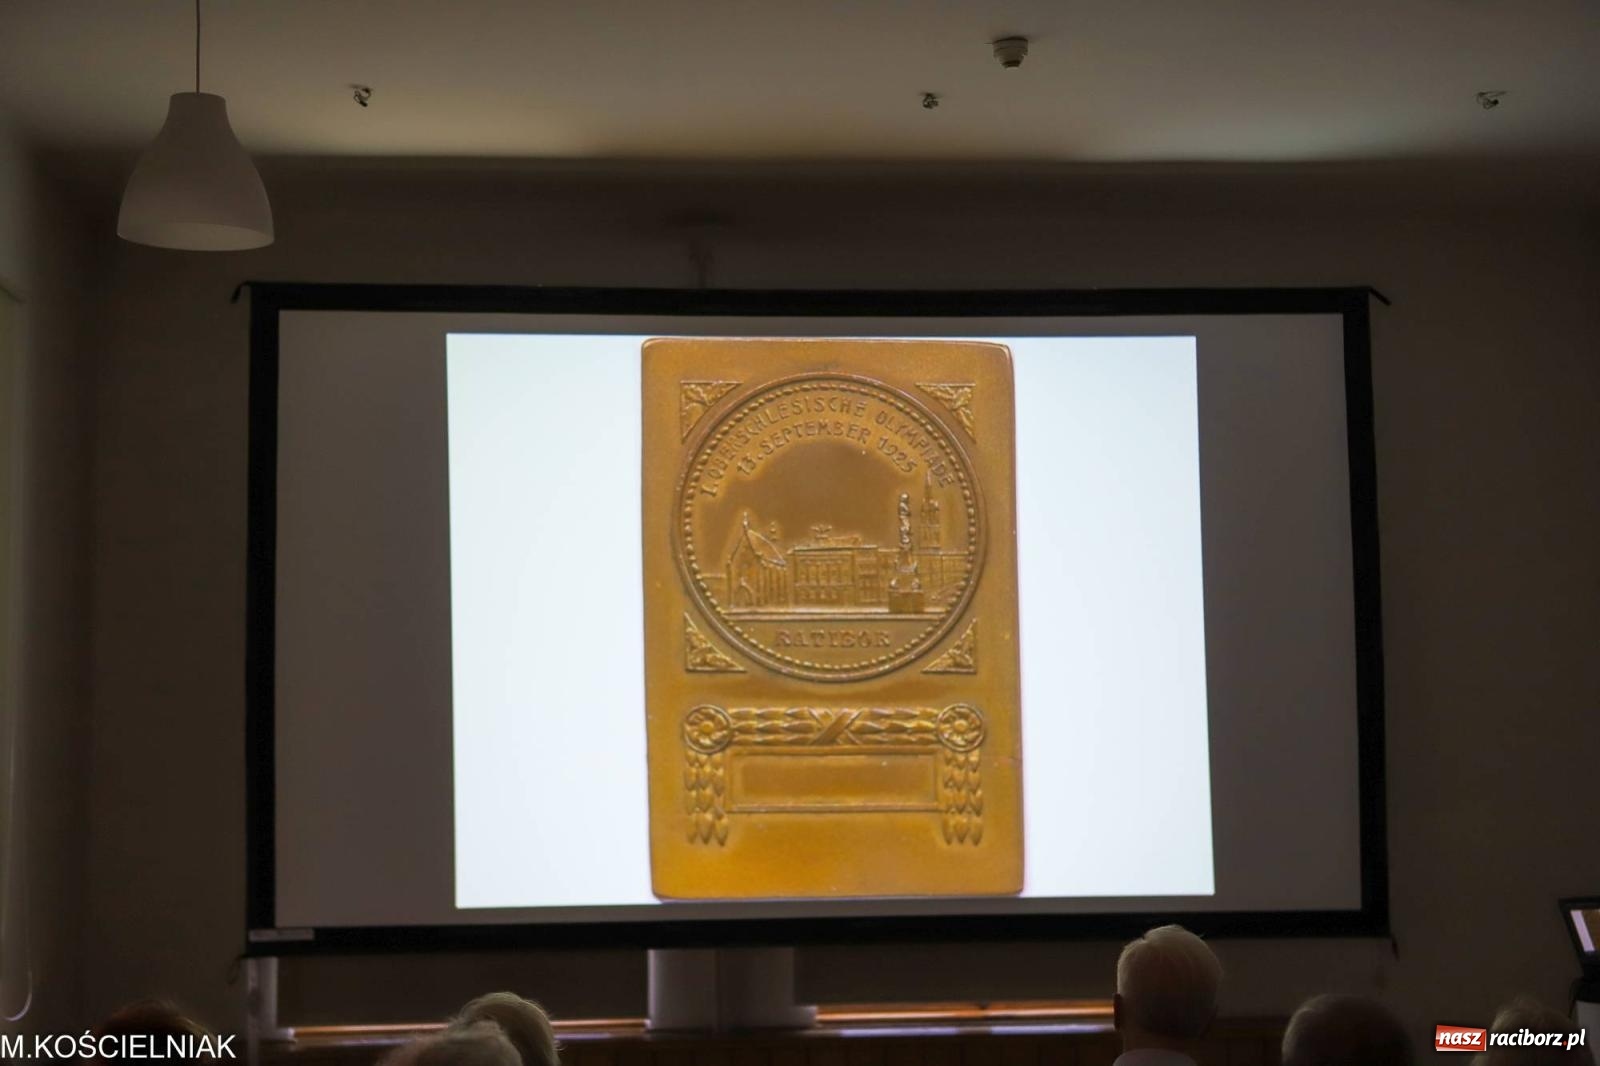 I. OBERSCHLESISCHE OLYMPIADE
13. SEPTEMBER 1925
RATIBOR
M.KOŚCIELNIAK
nasz raciborz.pl